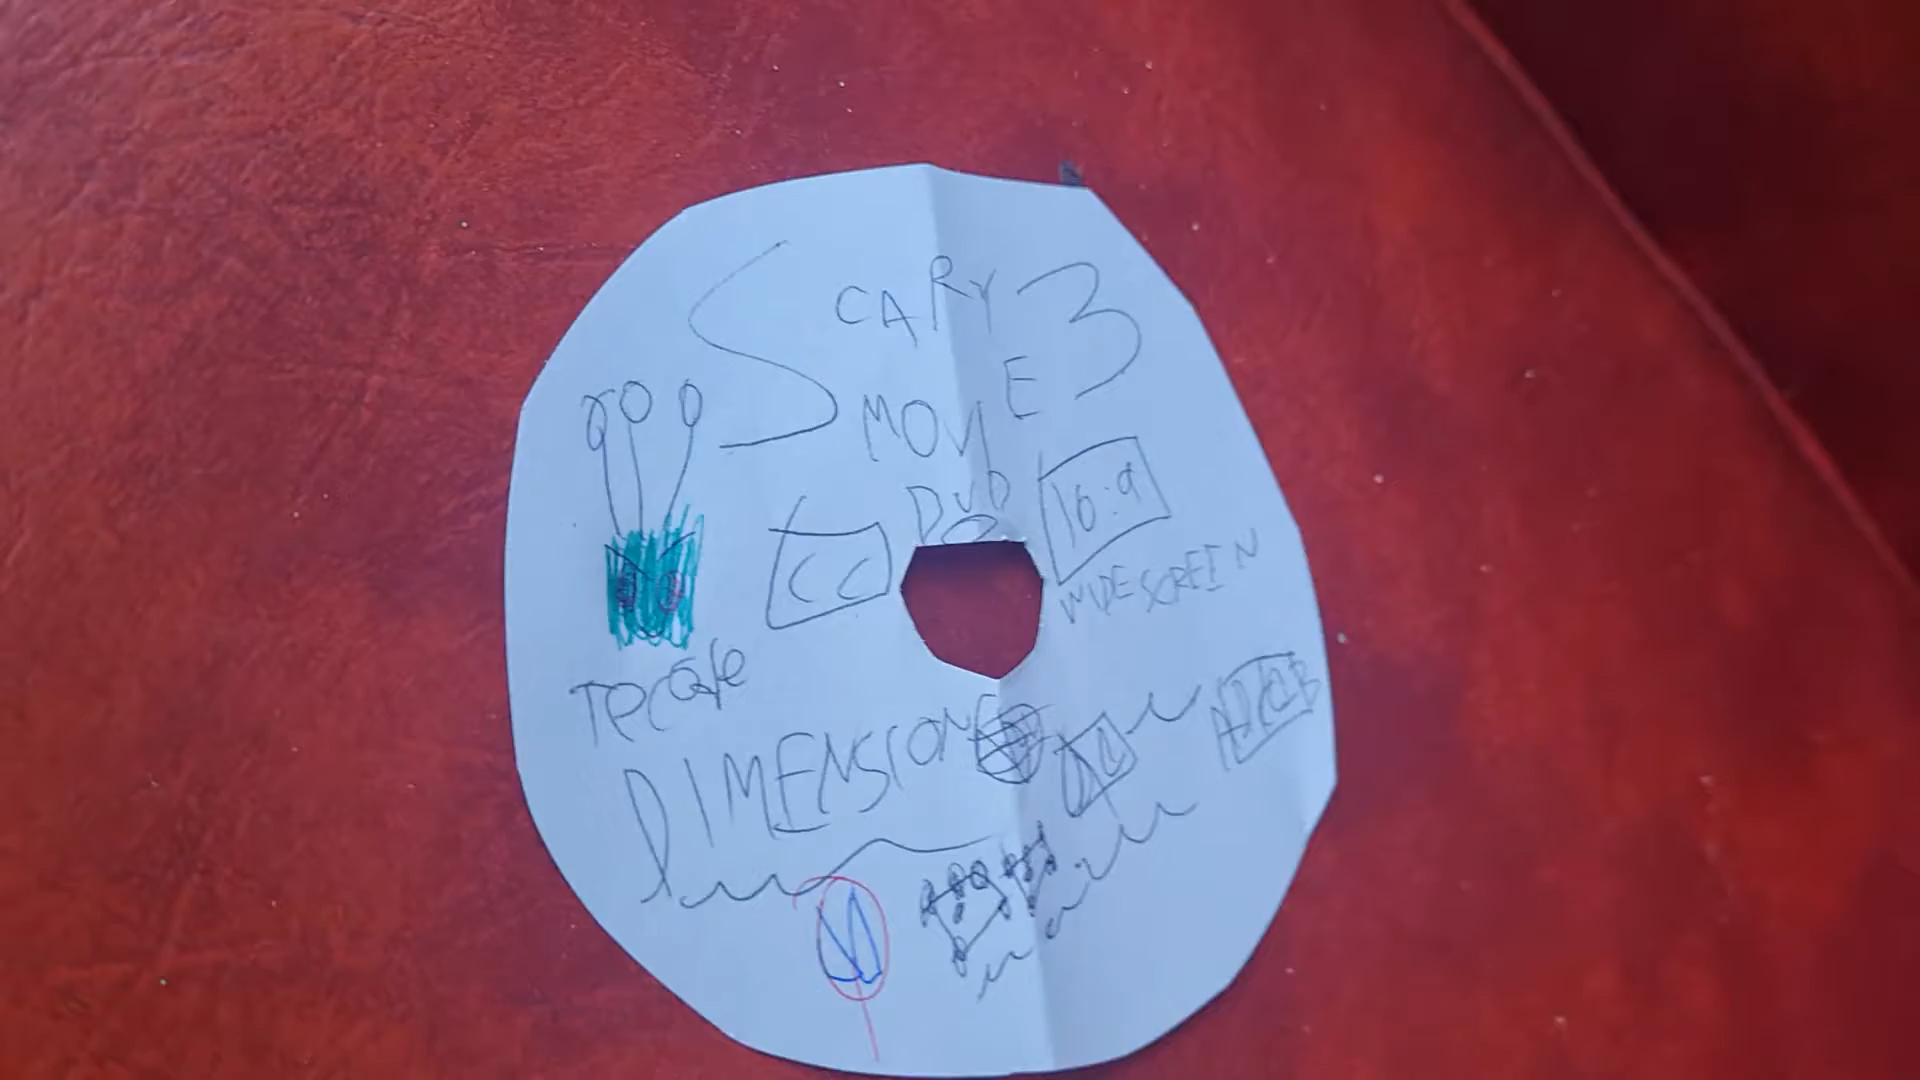 SCARY 3
MOVIE
DVD
16:9
CC
WIDESCREEN
DIMENSION